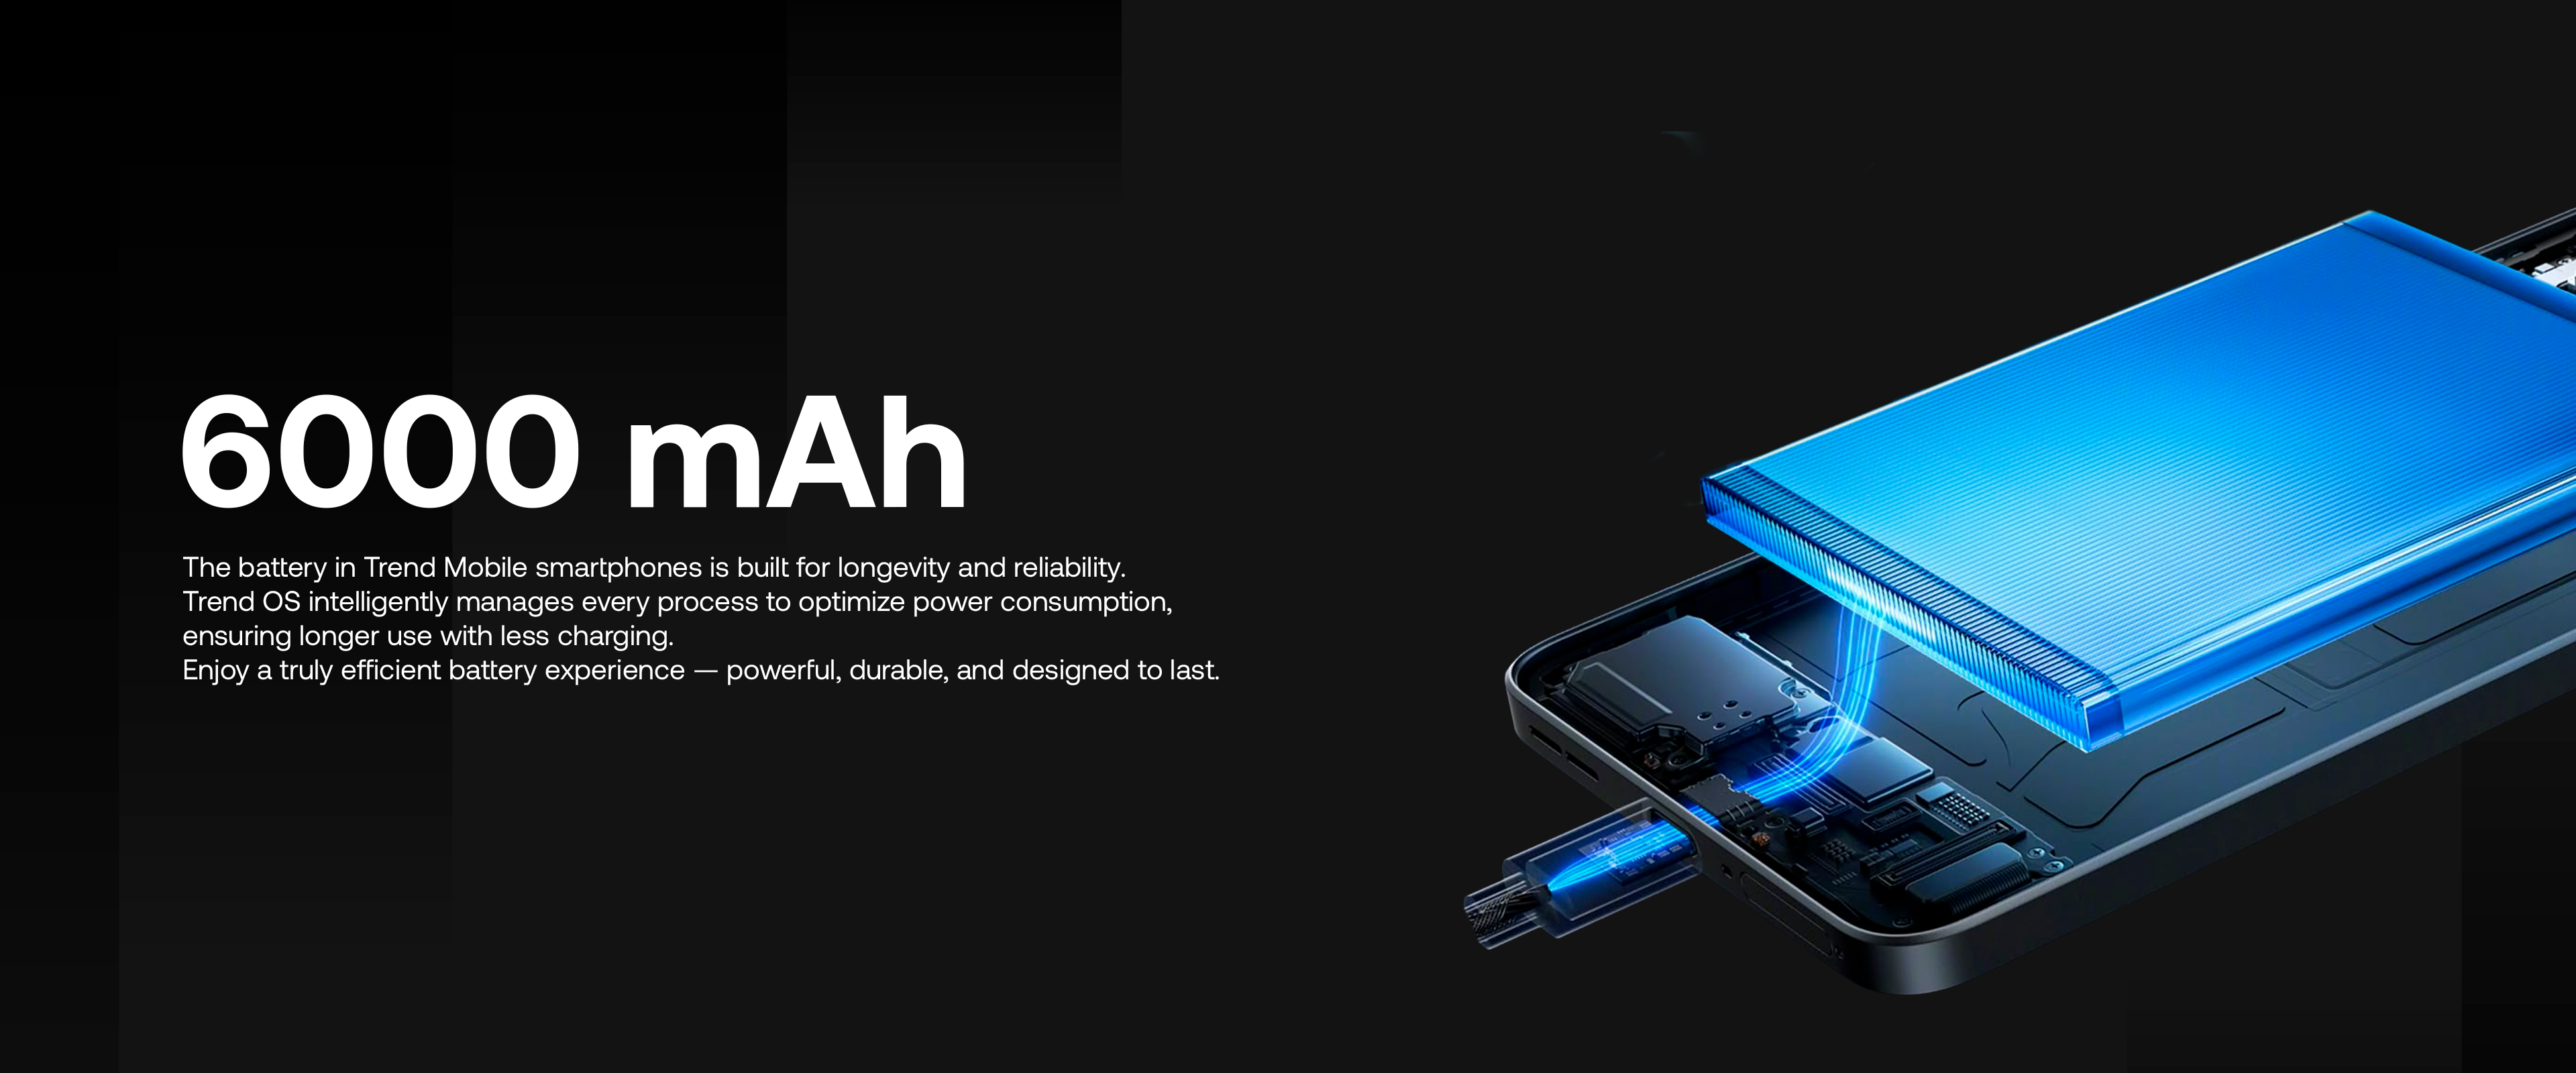 6000 mAh
The battery in Trend Mobile smartphones is built for longevity and reliability.
Trend OS intelligently manages every process to optimize power consumption,
ensuring longer use with less charging.
Enjoy a truly efficient battery experience — powerful, durable, and designed to last.